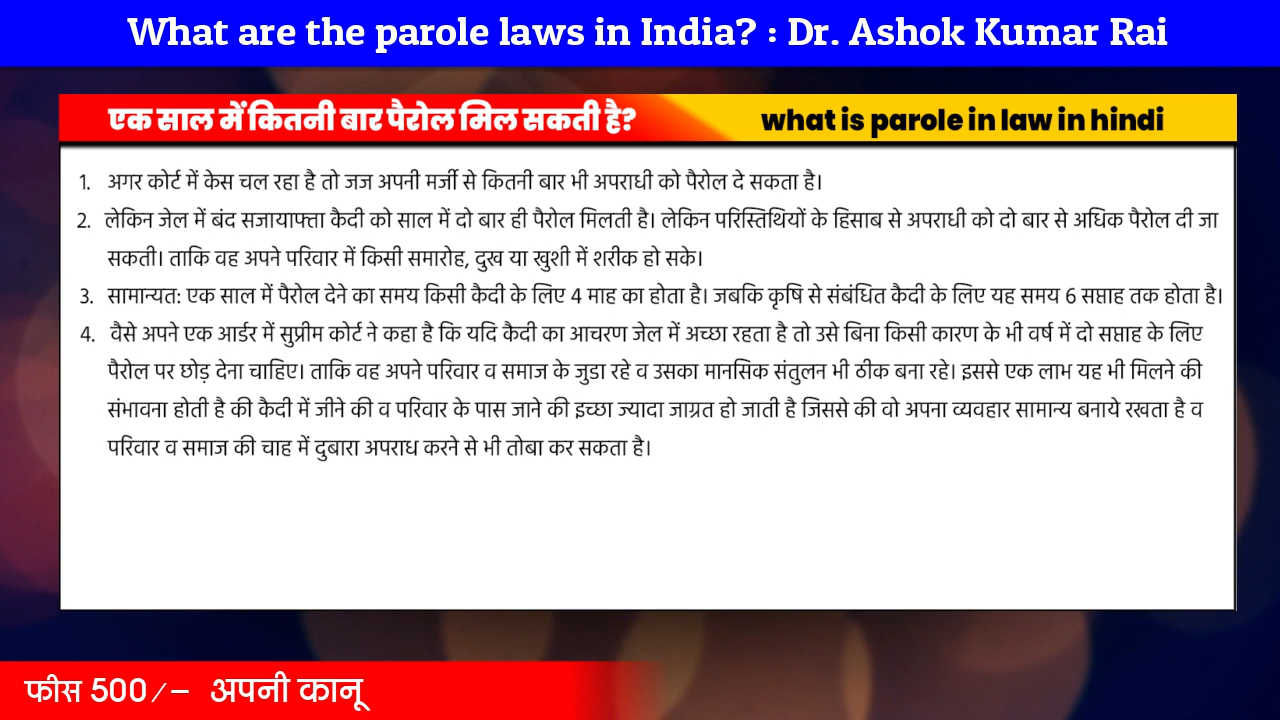 What are the parole laws in India? : Dr. Ashok Kumar Rai
एक साल में कितनी बार पैरोल मिल सकती है?
what is parole in law in hindi
1. अगर कोर्ट में केस चल रहा है तो जज अपनी मर्जी से कितनी बार भी अपराधी को पैरोल दे सकता है।
2. लेकिन जेल में बंद सजायाफ्ता कैदी को साल में दो बार ही पैरोल मिलती है। लेकिन परिस्तिथियों के हिसाब से अपराधी को दो बार से अधिक पैरोल दी जा
सकती। ताकि वह अपने परिवार में किसी समारोह, दुख या खुशी में शरीक हो सके।
3. सामान्यत: एक साल में पैरोल देने का समय किसी कैदी के लिए 4 माह का होता है। जबकि कृषि से संबंधित कैदी के लिए यह समय 6 सप्ताह तक होता है।
4. वैसे अपने एक आर्डर में सुप्रीम कोर्ट ने कहा है कि यदि कैदी का आचरण जेल में अच्छा रहता है तो उसे बिना किसी कारण के भी वर्ष में दो सप्ताह के लिए
पैरोल पर छोड़ देना चाहिए। ताकि वह अपने परिवार व समाज के जुडा रहे व उसका मानसिक संतुलन भी ठीक बना रहे। इससे एक लाभ यह भी मिलने की
संभावना होती है की कैदी में जीने की व परिवार के पास जाने की इच्छा ज्यादा जाग्रत हो जाती है जिससे की वो अपना व्यवहार सामान्य बनाये रखता है व
परिवार व समाज की चाह में दुबारा अपराध करने से भी तोबा कर सकता है।
फीस 500/– अपनी कानू